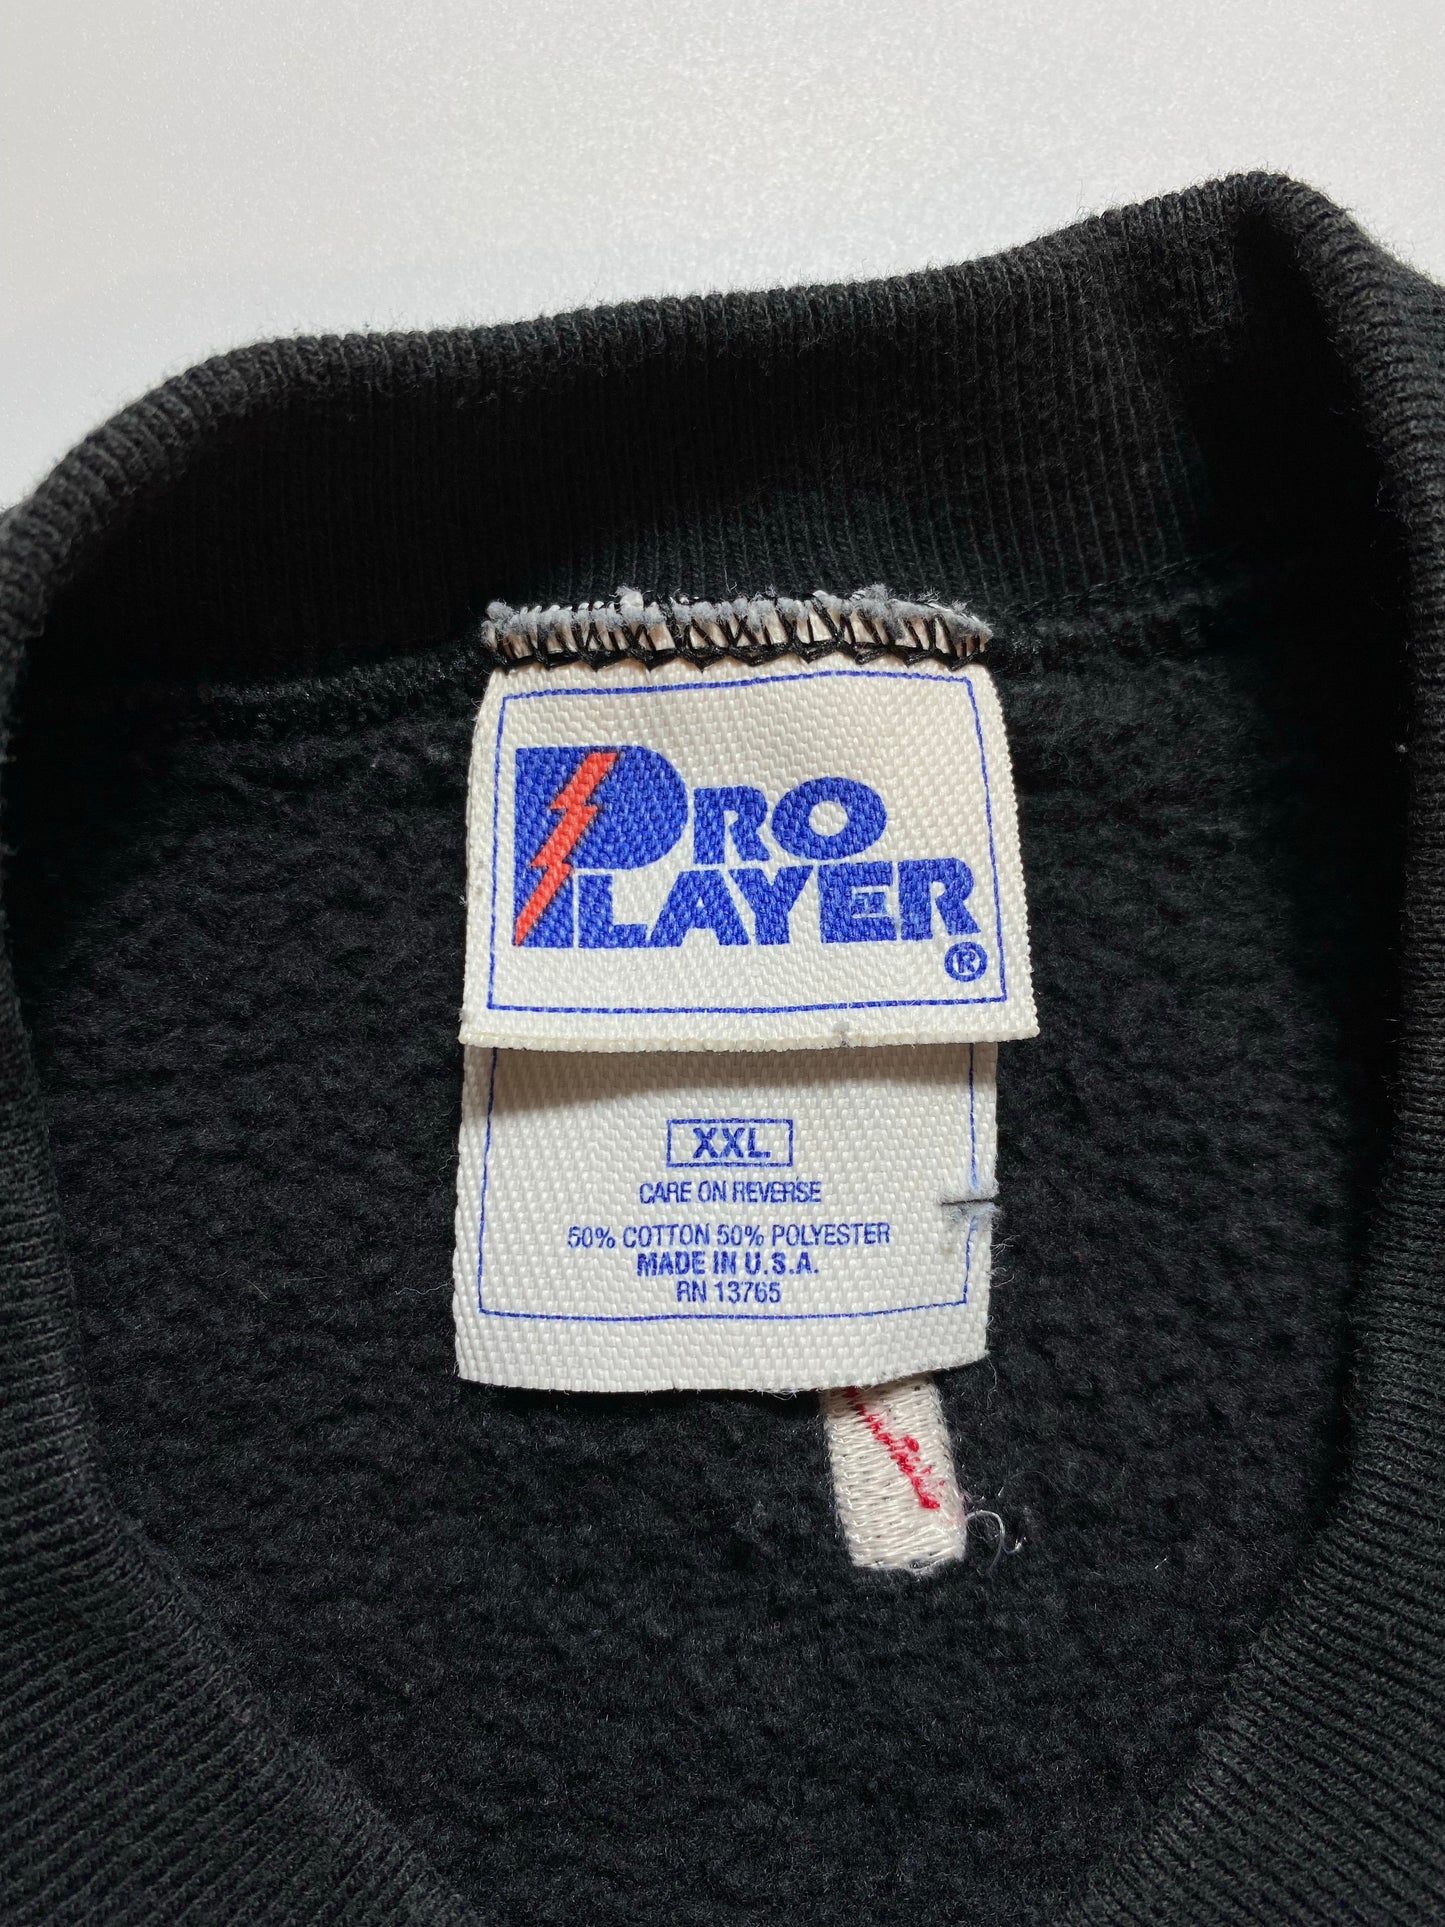 PRO
PLAYER
®
XXL
CARE ON REVERSE
50% COTTON 50% POLYESTER
MADE IN U.S.A.
RN 13765